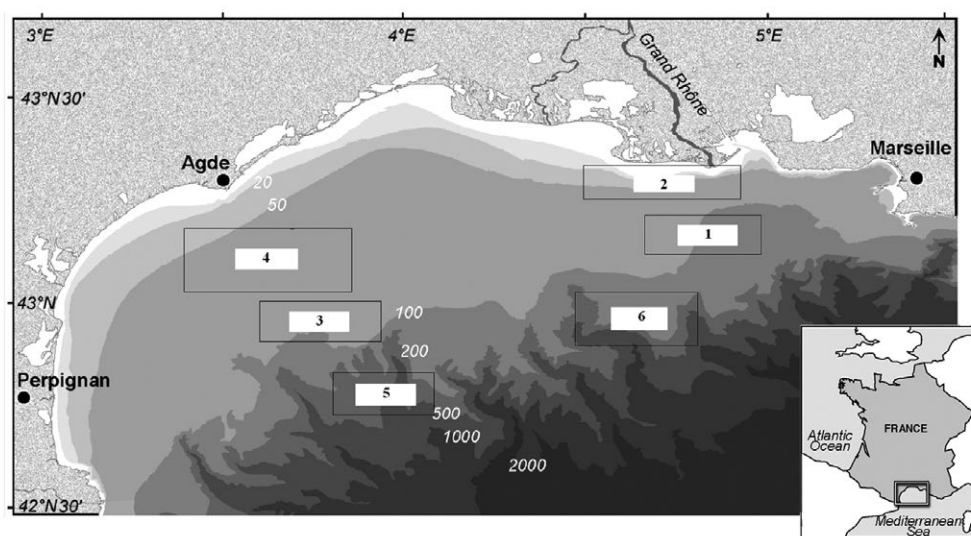 3°E
4°E
5°E
N
Grand Rhône
43°N30'
Marseille
Agde
20
2
50
1
4
43°N
100
6
3
200
Perpignan
5
500
1000
2000
42°N30'
FRANCE
Atlantic
Ocean
Mediterranean
Sea